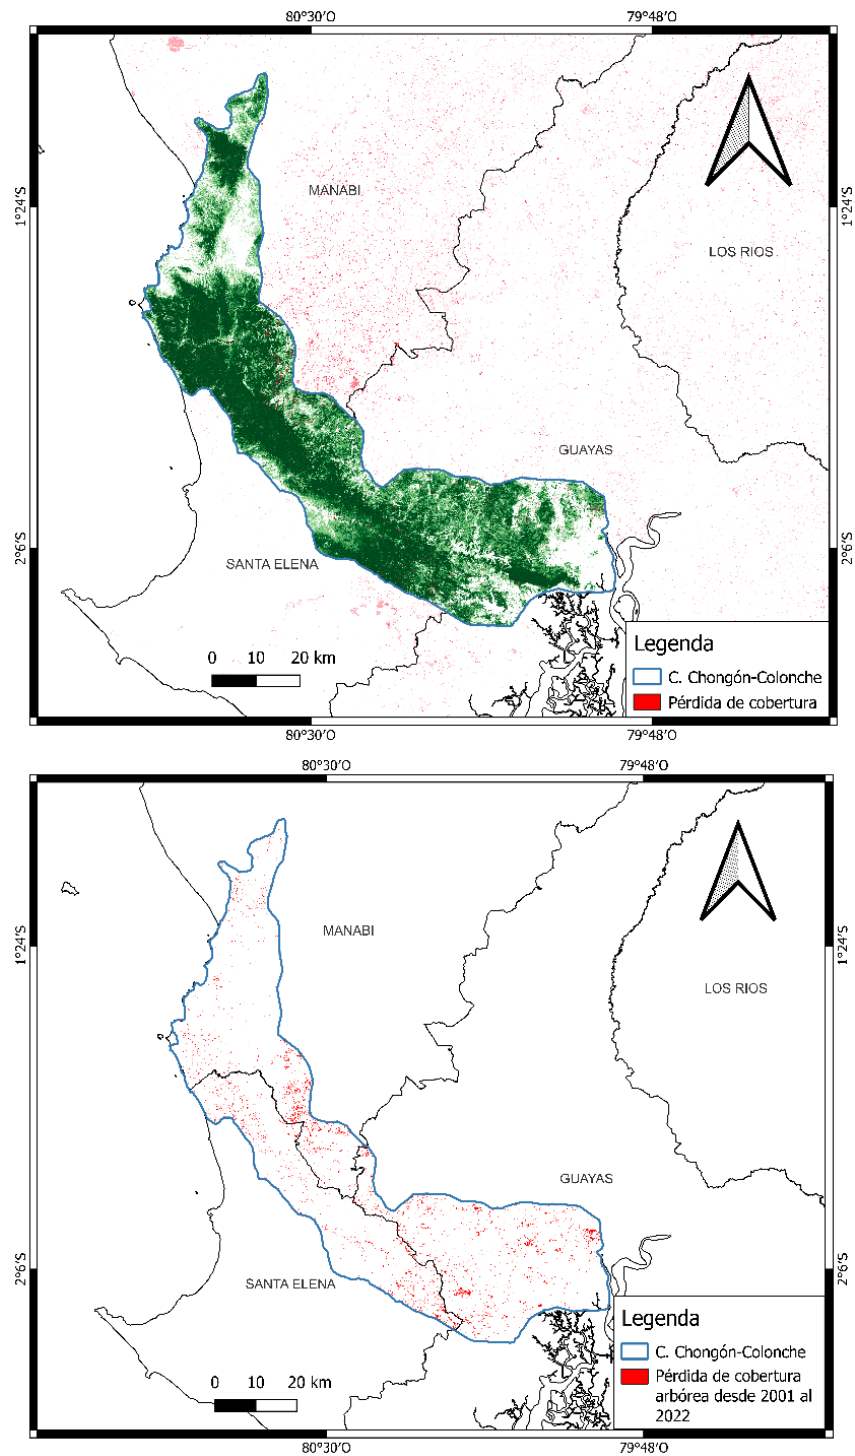 80°30'O 79°48'O
1°24'S 1°24'S
MANABI
LOS RIOS
GUAYAS
2°6'S 2°6'S
SANTA ELENA
0 10 20 km
Legenda
C. Chongón-Colonche
Pérdida de cobertura
80°30'O 79°48'O
80°30'O 79°48'O
1°24'S 1°24'S
MANABI
LOS RIOS
GUAYAS
2°6'S 2°6'S
SANTA ELENA
0 10 20 km
Legenda
C. Chongón-Colonche
Pérdida de cobertura
arbórea desde 2001 al
2022
80°30'O 79°48'O